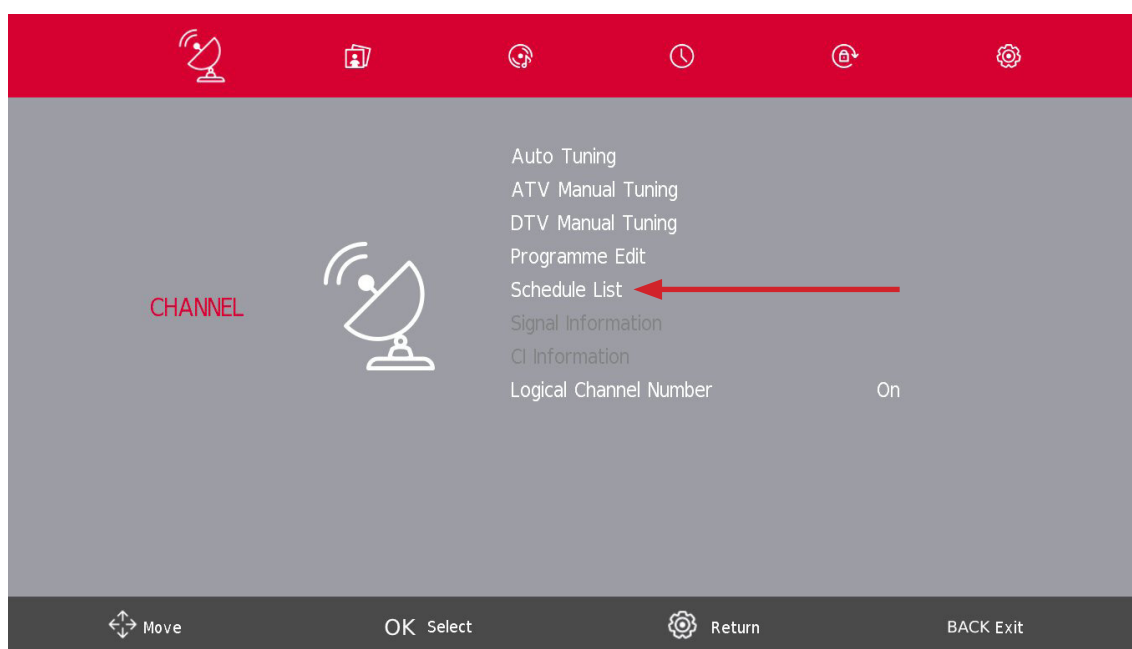 Auto Tuning
ATV Manual Tuning
DTV Manual Tuning
Programme Edit
CHANNEL
Schedule List
Signal Information
CI Information
Logical Channel Number On
Move OK Select Return BACK Exit